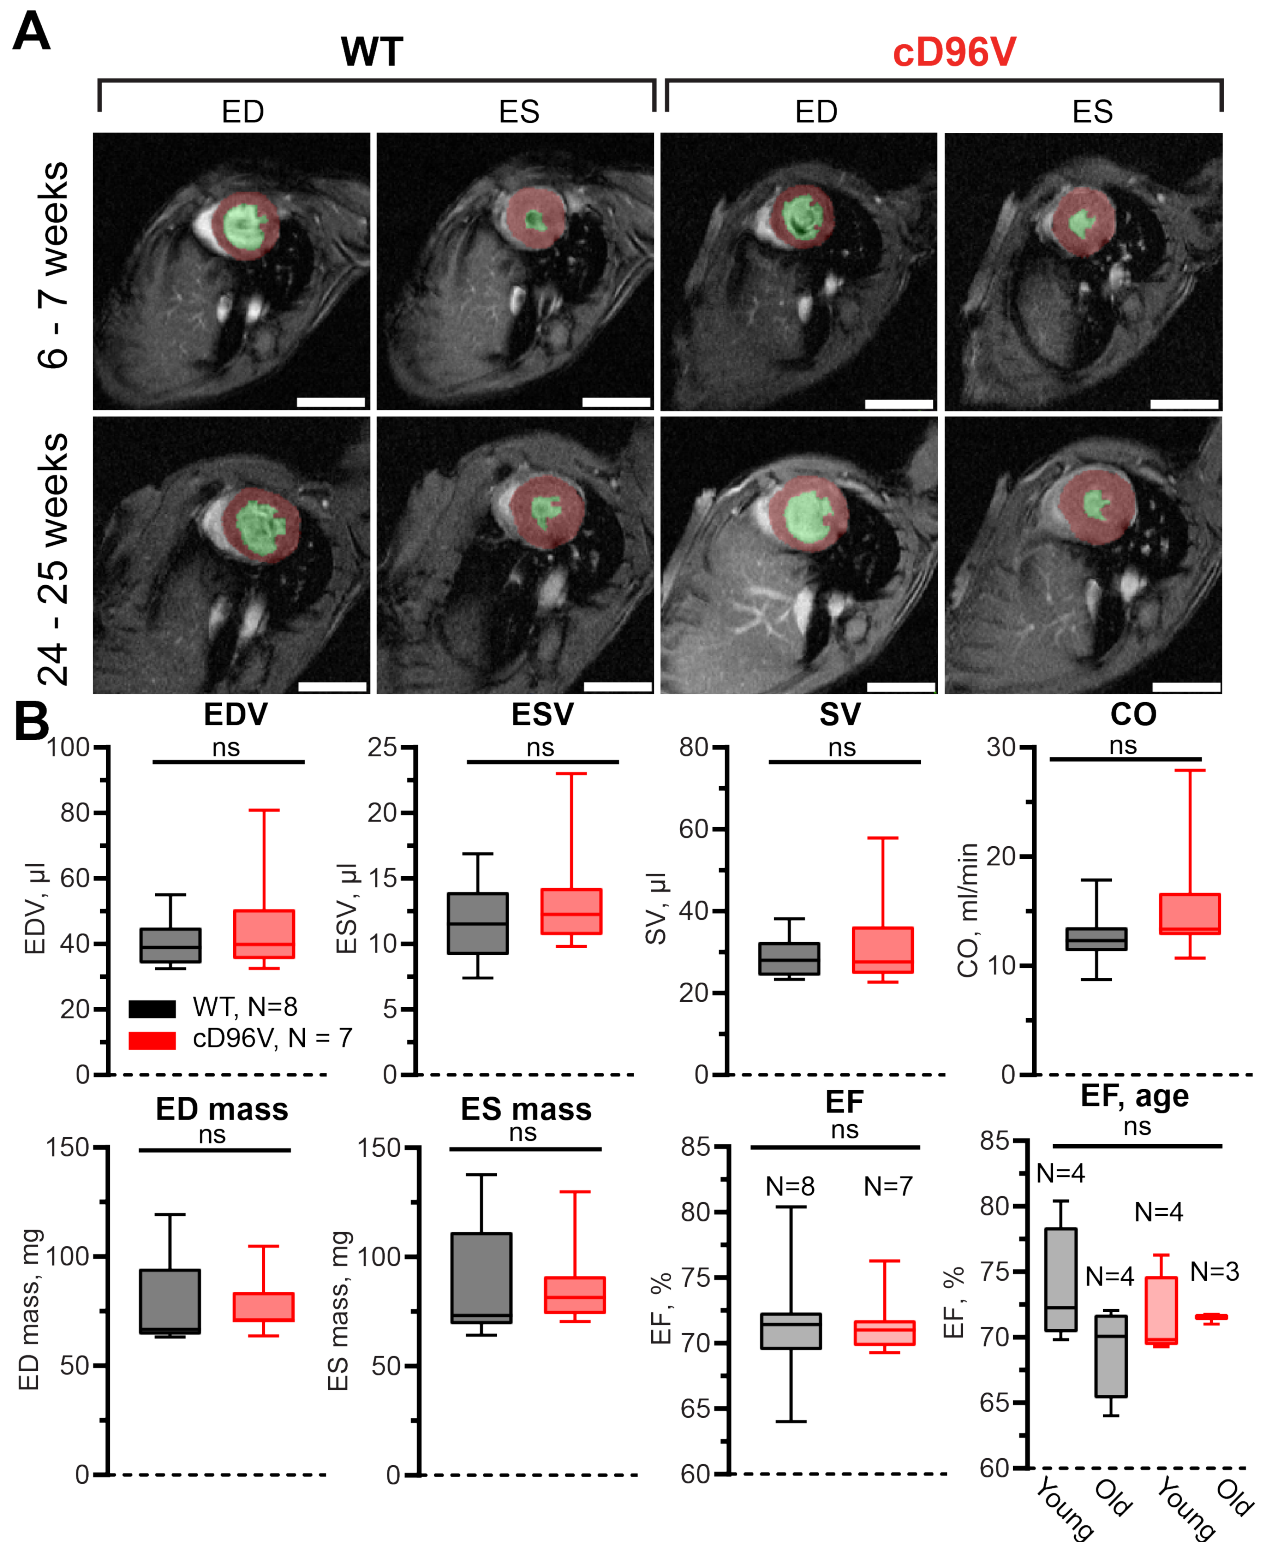 A
WT
cD96V
ED
ES
ED
ES
6 - 7 weeks
24 - 25 weeks
B
EDV
ns
EDV, µl
100
80
60
40
20
0
WT, N=8
cD96V, N = 7
ESV
ns
ESV, µl
25
20
15
10
5
0
SV
ns
SV, µl
80
60
40
20
0
CO
ns
CO, ml/min
30
20
10
0
ED mass
ns
ED mass, mg
150
100
50
0
ES mass
ns
ES mass, mg
150
100
50
0
EF
ns
EF, %
85
80
75
70
65
60
N=8
N=7
EF, age
ns
EF, %
85
80
75
70
65
60
N=4
N=4
N=4
N=3
Young
Old
Young
Old